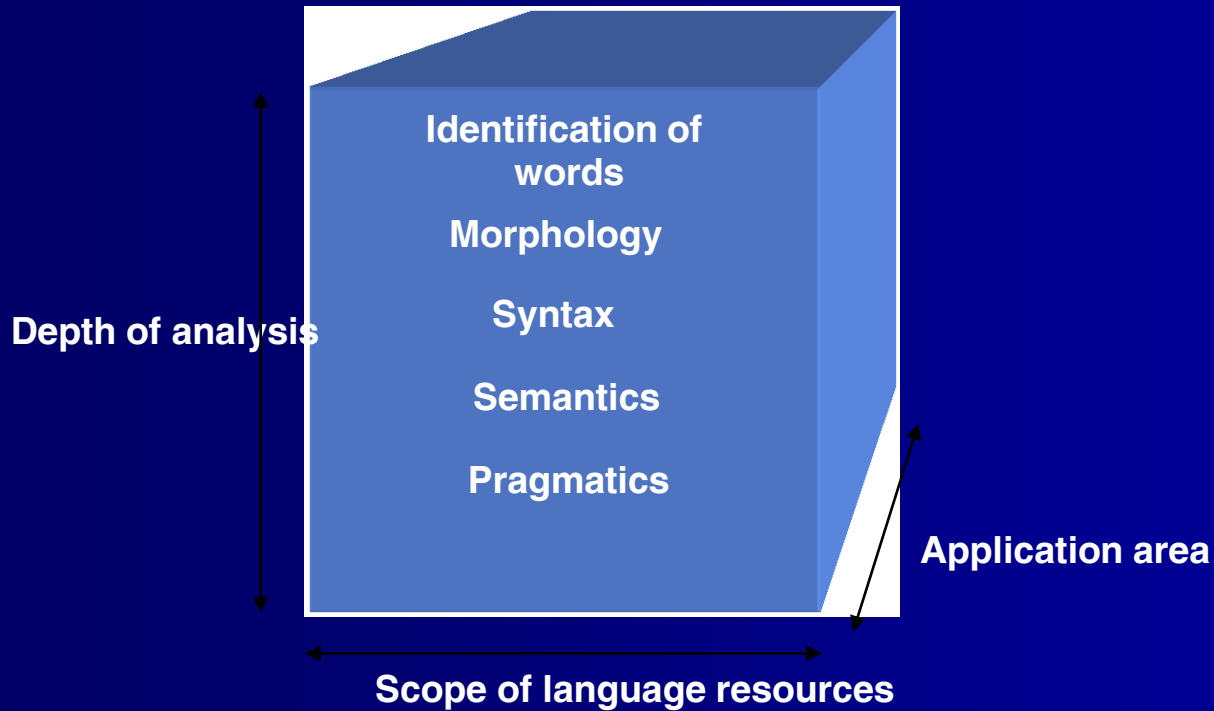 Identification of
words
Morphology
Syntax
Depth of analysis
Semantics
Pragmatics
Application area
Scope of language resources